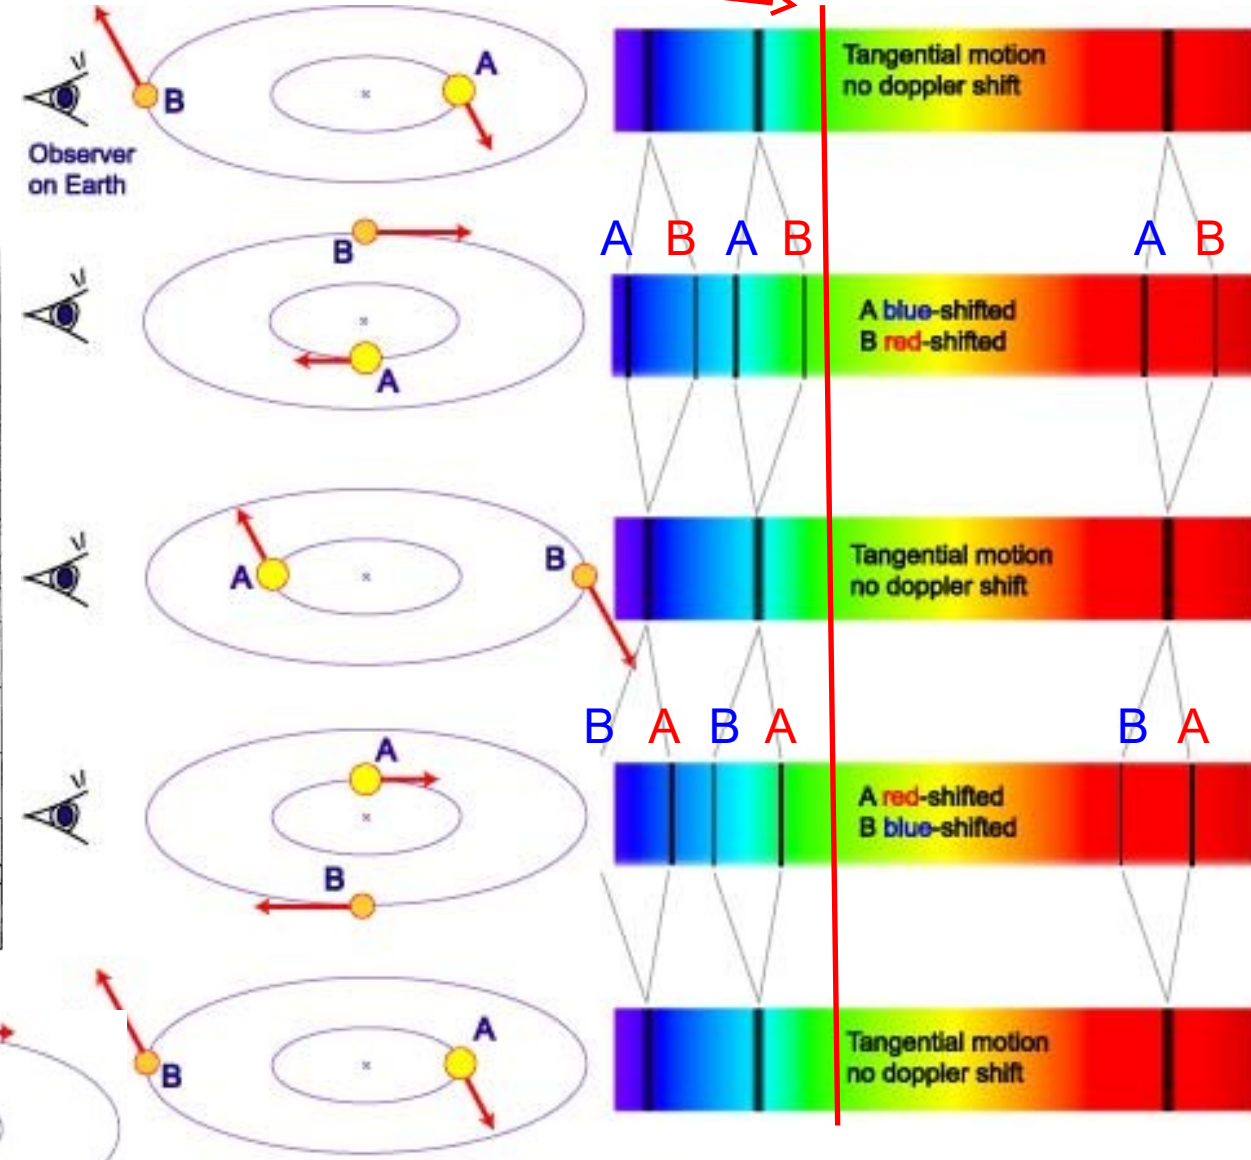 A
B
Tangential motion
no doppler shift
Observer
on Earth
A B A B A B
B
A
A blue-shifted
B red-shifted
B
A
Tangential motion
no doppler shift
B A B A B A
A
B
A red-shifted
B blue-shifted
A
B
Tangential motion
no doppler shift